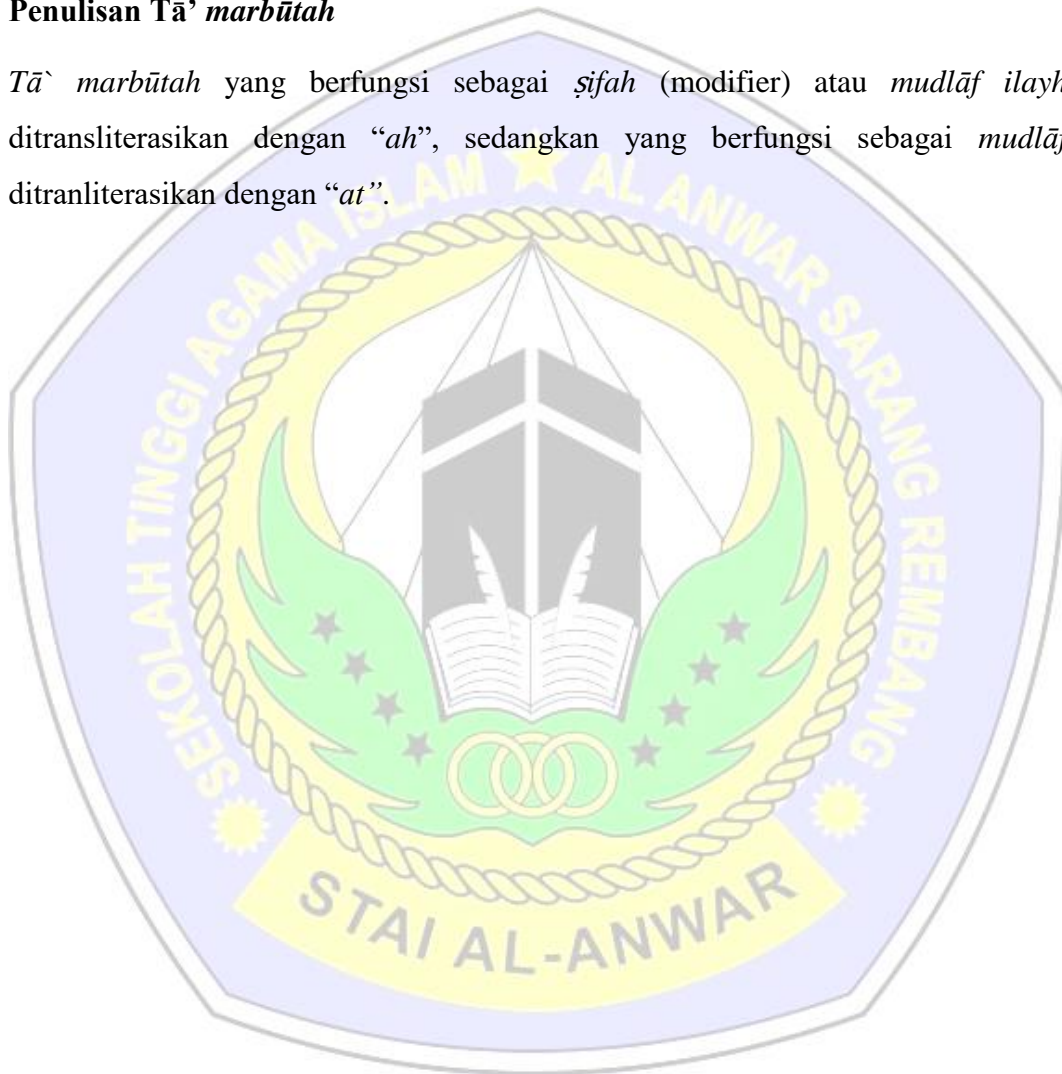 Penulisan Tā’ marbūtah
Tā` marbūtah yang berfungsi sebagai ṣifah (modifier) atau mudlāf ilayh
ditransliterasikan dengan “ah”, sedangkan yang berfungsi sebagai mudlāf
ditranliterasikan dengan “at”.
SEKOLAH TINGGI AGAMA ISLAM ★ AL ANWAR SARANG REMBANG
STAI AL-ANWAR